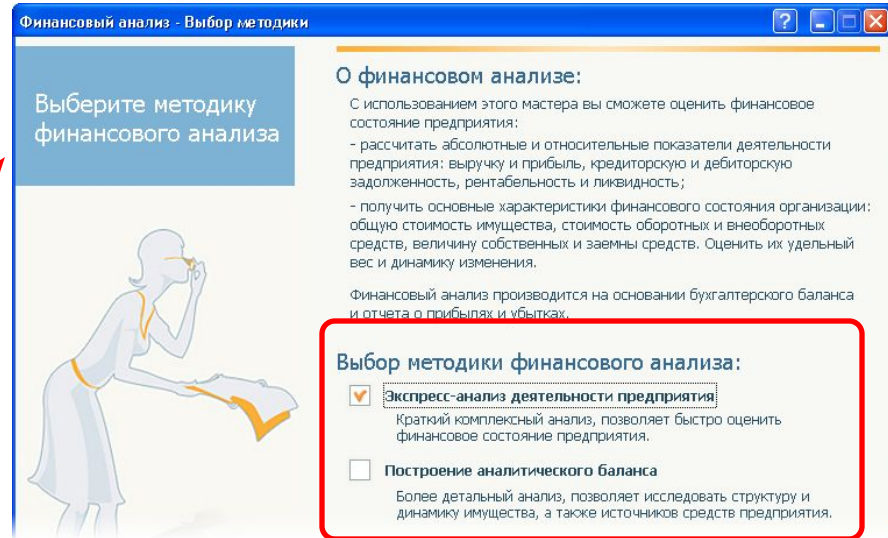 Финансовый анализ - Выбор методики
Выберите методику
финансового анализа
О финансовом анализе:
С использованием этого мастера вы сможете оценить финансовое
состояние предприятия:
- рассчитать абсолютные и относительные показатели деятельности
предприятия: выручку и прибыль, кредиторскую и дебиторскую
задолженность, рентабельность и ликвидность;
- получить основные характеристики финансового состояния организации:
общую стоимость имущества, стоимость оборотных и внеоборотных
средств, величину собственных и заемны средств. Оценить их удельный
вес и динамику изменения.
Финансовый анализ производится на основании бухгалтерского баланса
и отчета о прибылях и убытках.
Выбор методики финансового анализа:
Экспресс-анализ деятельности предприятия
Краткий комплексный анализ, позволяет быстро оценить
финансовое состояние предприятия.
Построение аналитического баланса
Более детальный анализ, позволяет исследовать структуру и
динамику имущества, а также источников средств предприятия.